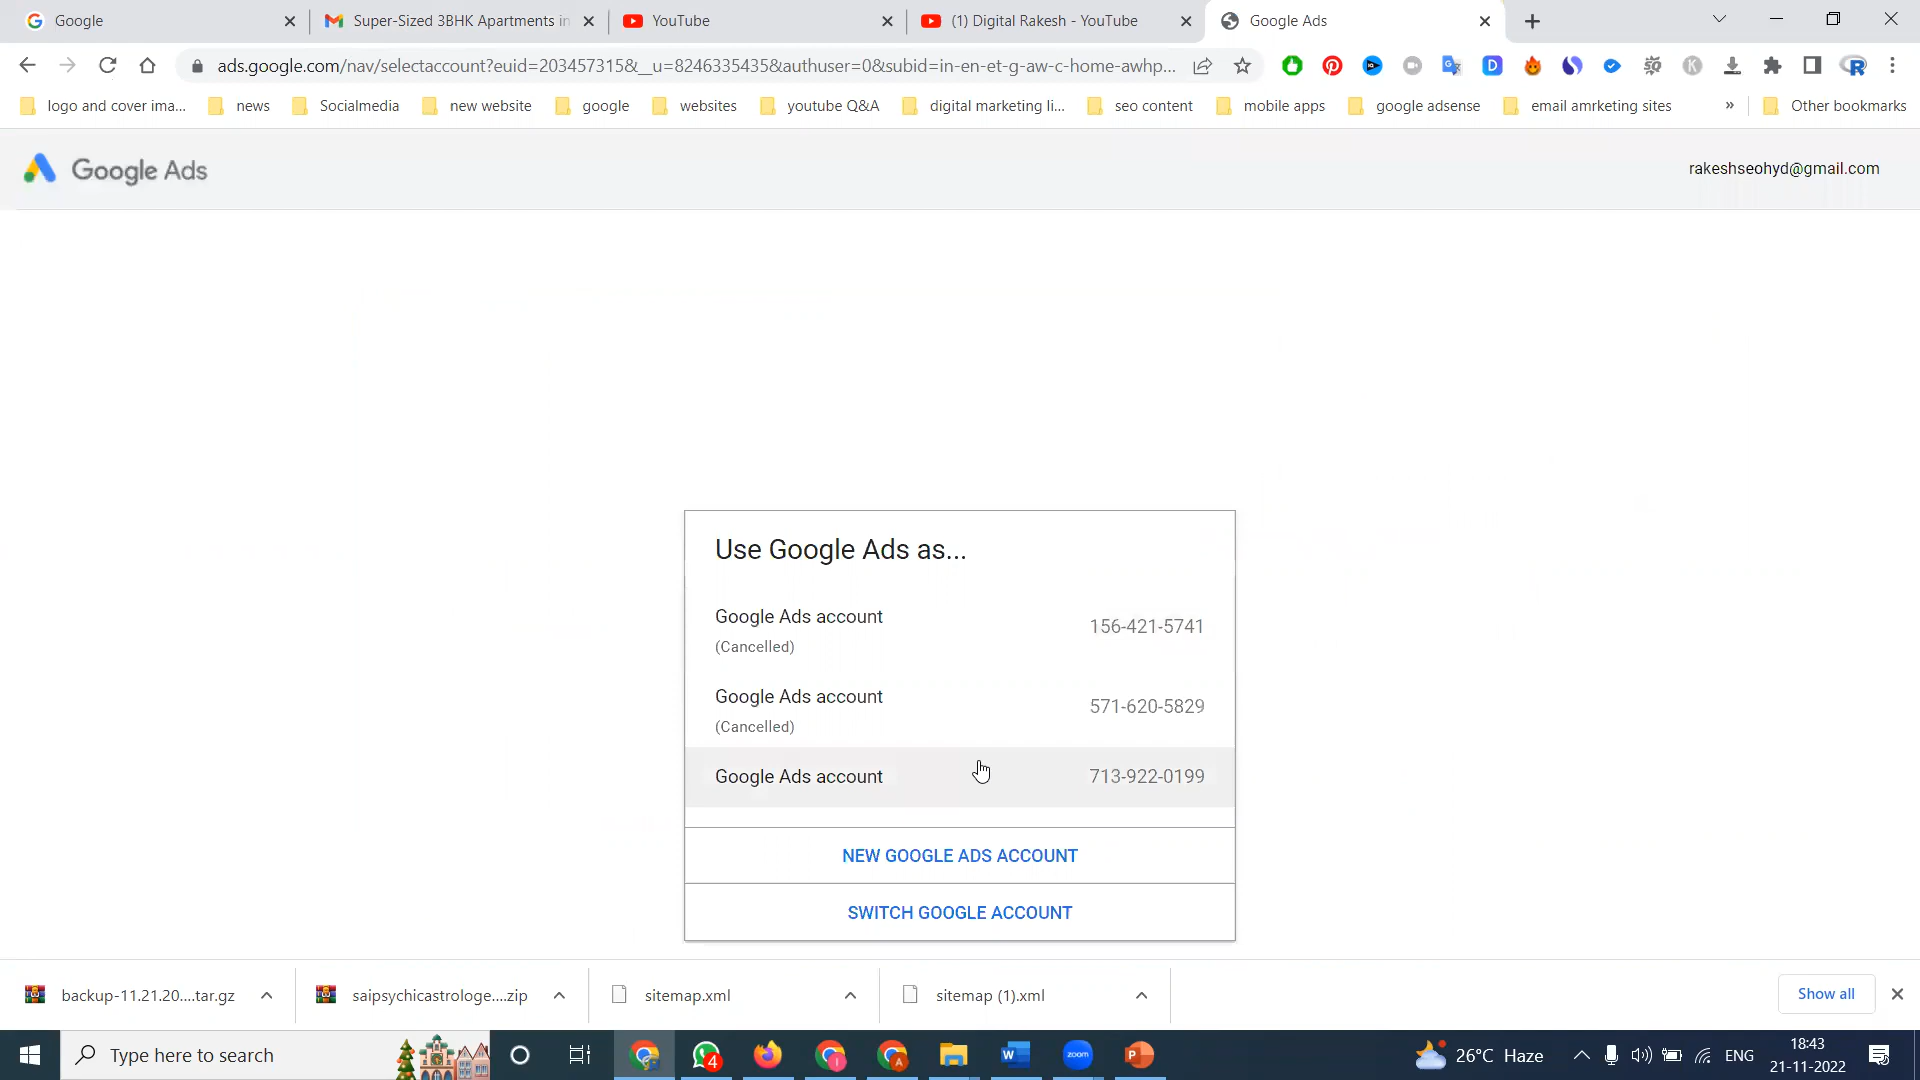 Google
Super-Sized 3BHK Apartments in
YouTube
(1) Digital Rakesh - YouTube
Google Ads
ads.google.com/nav/selectaccount?euid=203457315&__u=8246335435&authuser=0&subid=in-en-et-g-aw-c-home-awhp...
logo and cover ima...
news
Socialmedia
new website
google
websites
youtube Q&A
digital marketing li...
seo content
mobile apps
google adsense
email amrketing sites
»
Other bookmarks
Google Ads
rakeshseohyd@gmail.com
Use Google Ads as...
Google Ads account
(Cancelled)
156-421-5741
Google Ads account
(Cancelled)
571-620-5829
Google Ads account
713-922-0199
NEW GOOGLE ADS ACCOUNT
SWITCH GOOGLE ACCOUNT
backup-11.21.20....tar.gz
saipsychicastrologe....zip
sitemap.xml
sitemap (1).xml
Show all
Type here to search
4
zoom
26°C Haze
ENG
18:43
21-11-2022